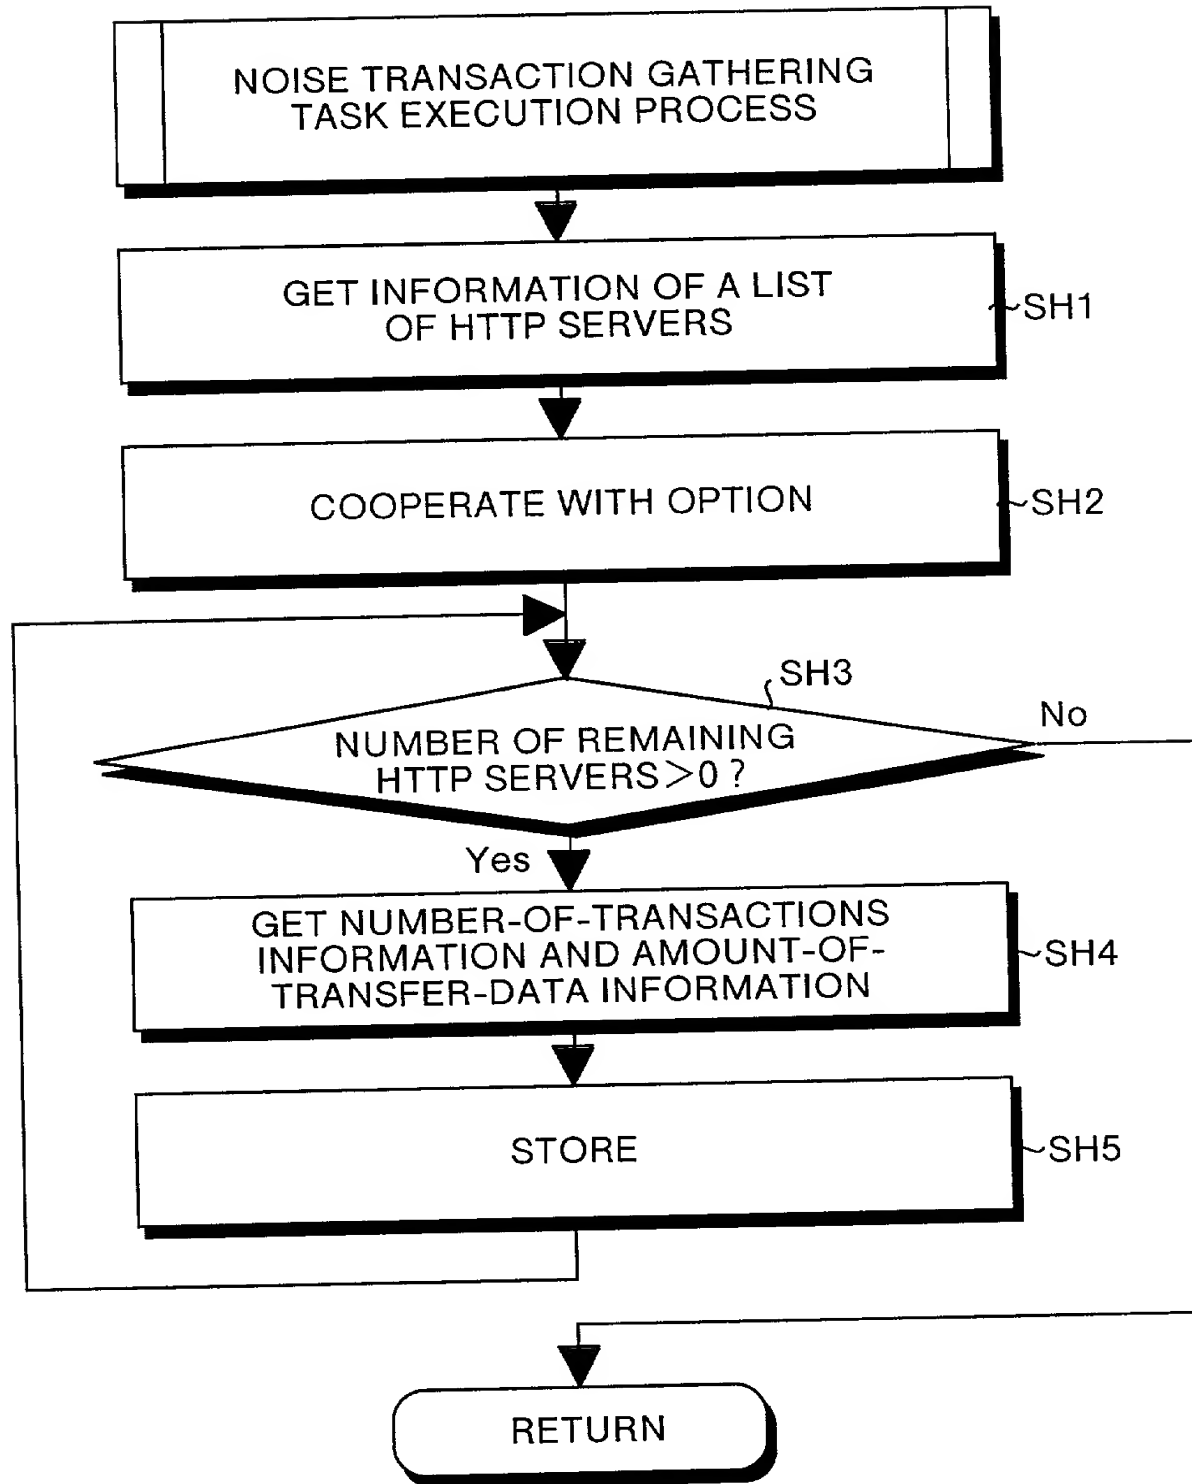 NOISE TRANSACTION GATHERING
TASK EXECUTION PROCESS
GET INFORMATION OF A LIST
OF HTTP SERVERS
SH1
COOPERATE WITH OPTION
SH2
SH3
No
NUMBER OF REMAINING
HTTP SERVERS>0?
Yes
GET NUMBER-OF-TRANSACTIONS
INFORMATION AND AMOUNT-OF-
TRANSFER-DATA INFORMATION
SH4
STORE
SH5
RETURN